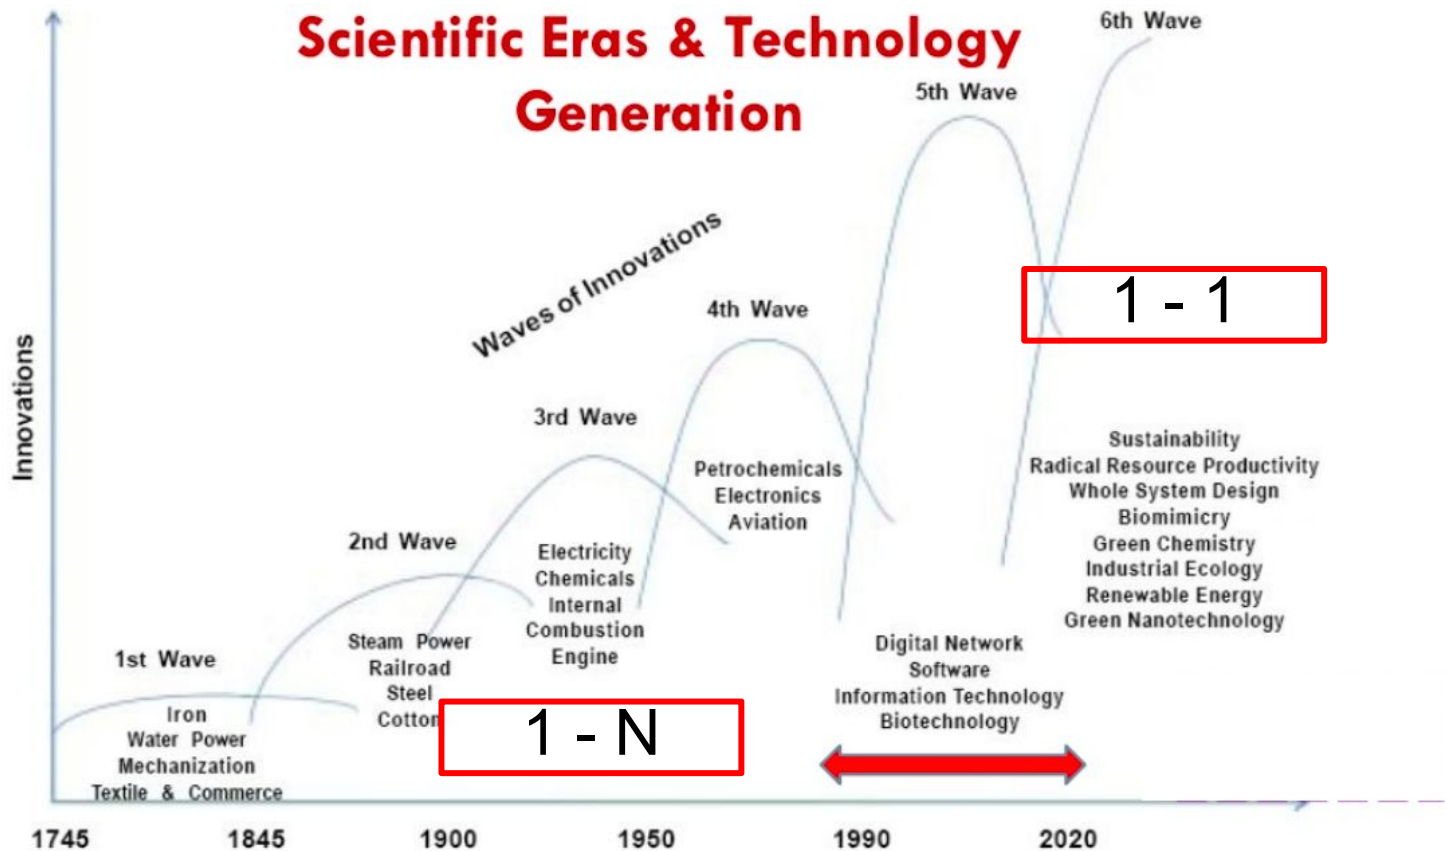 Scientific Eras & Technology
Generation
6th Wave
5th Wave
Waves of Innovations
4th Wave
1 - 1
3rd Wave
Innovations
Sustainability
Radical Resource Productivity
Whole System Design
Biomimicry
Green Chemistry
Industrial Ecology
Renewable Energy
Green Nanotechnology
Petrochemicals
Electronics
Aviation
2nd Wave
Electricity
Chemicals
Internal
Combustion
Engine
Steam Power
Railroad
Steel
Cotton
Digital Network
Software
Information Technology
Biotechnology
1st Wave
Iron
Water Power
Mechanization
Textile & Commerce
1 - N
1745
1845
1900
1950
1990
2020